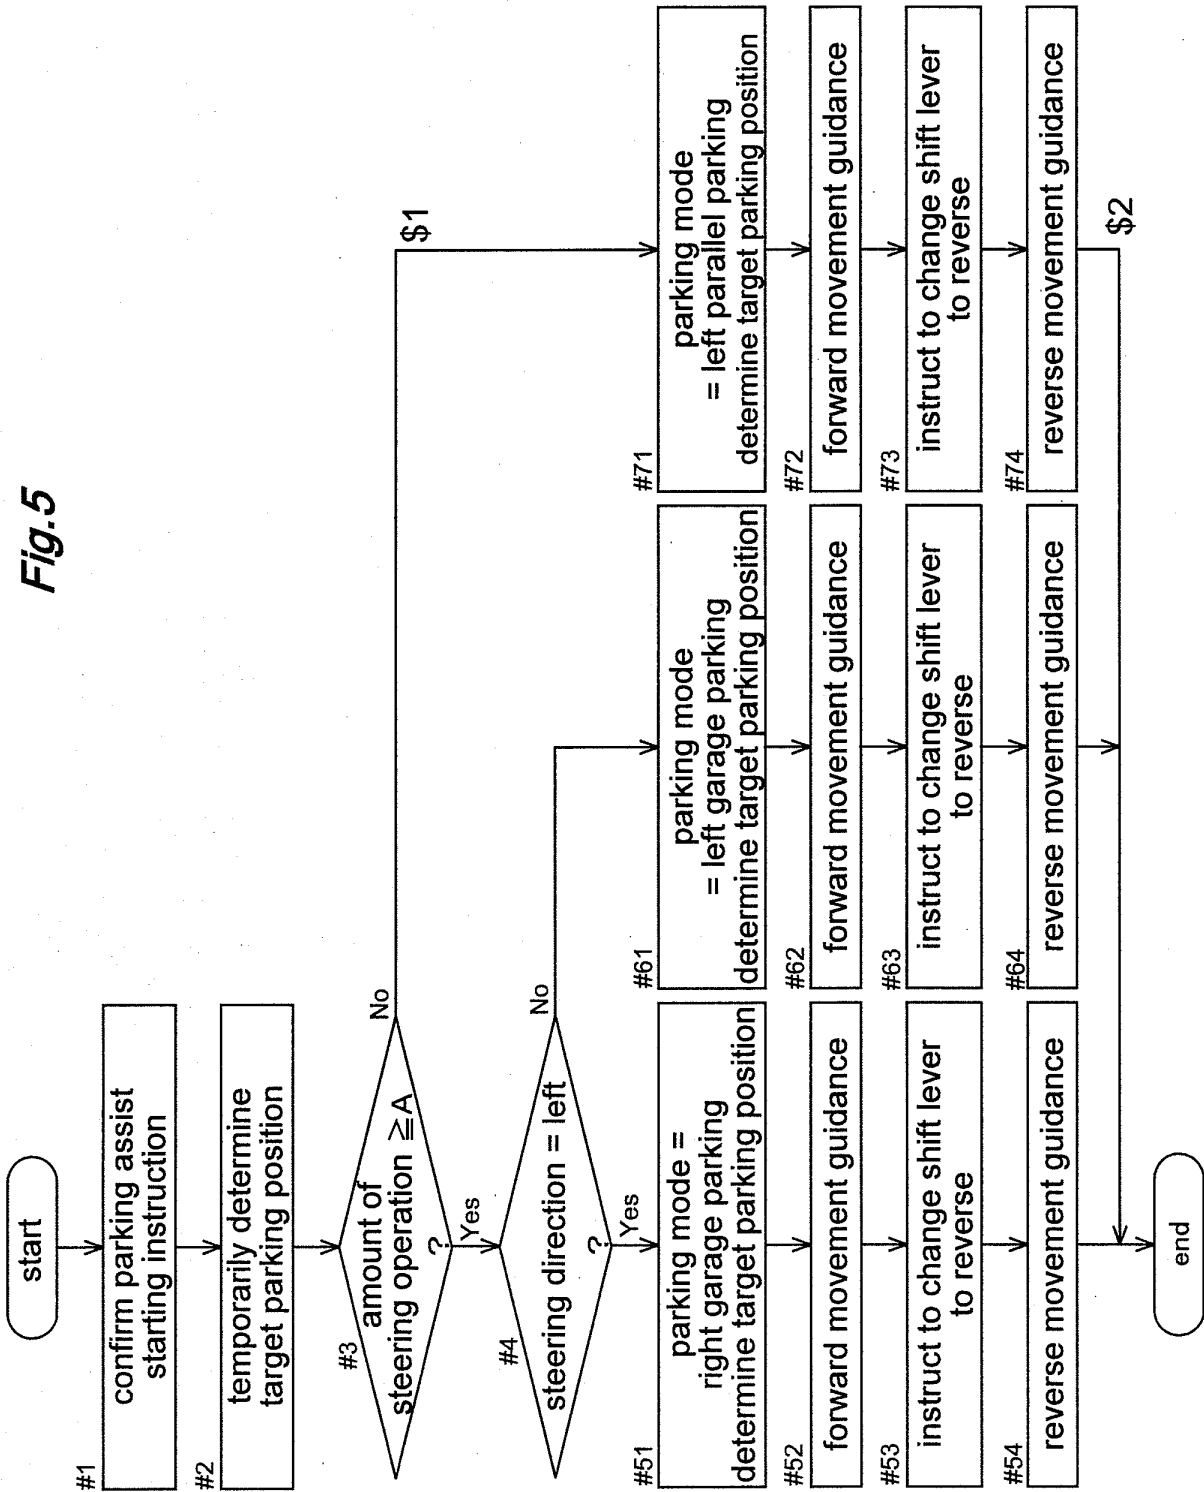 Fig.5
start
#1
confirm parking assist
starting instruction
#2
temporarily determine
target parking position
#3
amount of
steering operation ≧A
?
No
$1
Yes
#4
steering direction = left
?
No
Yes
#51
parking mode =
right garage parking
determine target parking position
#52
forward movement guidance
#53
instruct to change shift lever
to reverse
#54
reverse movement guidance
#61
parking mode
= left garage parking
determine target parking position
#62
forward movement guidance
#63
instruct to change shift lever
to reverse
#64
reverse movement guidance
#71
parking mode
= left parallel parking
determine target parking position
#72
forward movement guidance
#73
instruct to change shift lever
to reverse
#74
reverse movement guidance
$2
end